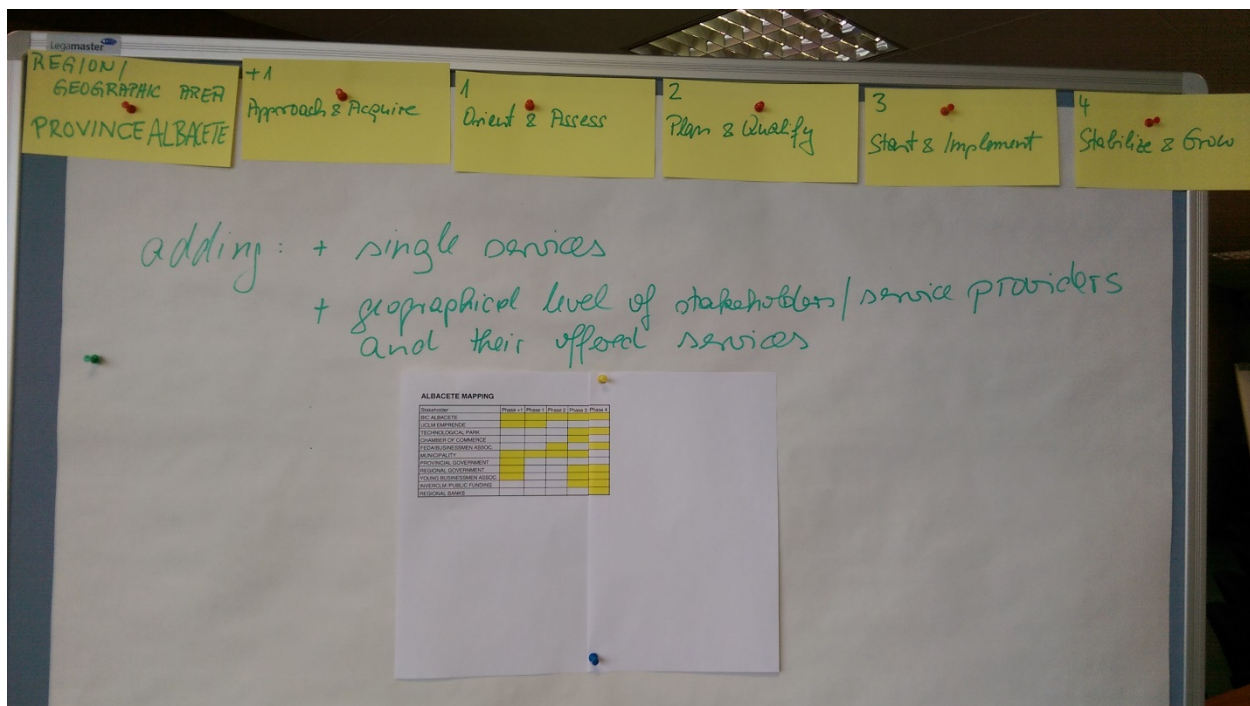 Legamaster
REGION/
GEOGRAPHIC AREA
PROVINCE ALBACETE
+1
Approach & Acquire
1
Orient & Assess
2
Plan & Qualify
3
Start & Implement
4
Stabilize & Grow
adding: + single services
+ geographical level of stakeholders/service providers
and their offered services
ALBACETE MAPPING
Stakeholder Phase +1 Phase 1 Phase 2 Phase 3 Phase 4
BIC ALBACETE
UCLM EMPRENDE
TECHNOLOGICAL PARK
CHAMBER OF COMMERCE
FEDA/BUSINESSMEN ASSOC.
MUNICIPALITY
PROVINCIAL GOVERNMENT
REGIONAL GOVERNMENT
YOUNG BUSINESSMEN ASSOC.
INVERCLM /PUBLIC FUNDING
REGIONAL BANKS